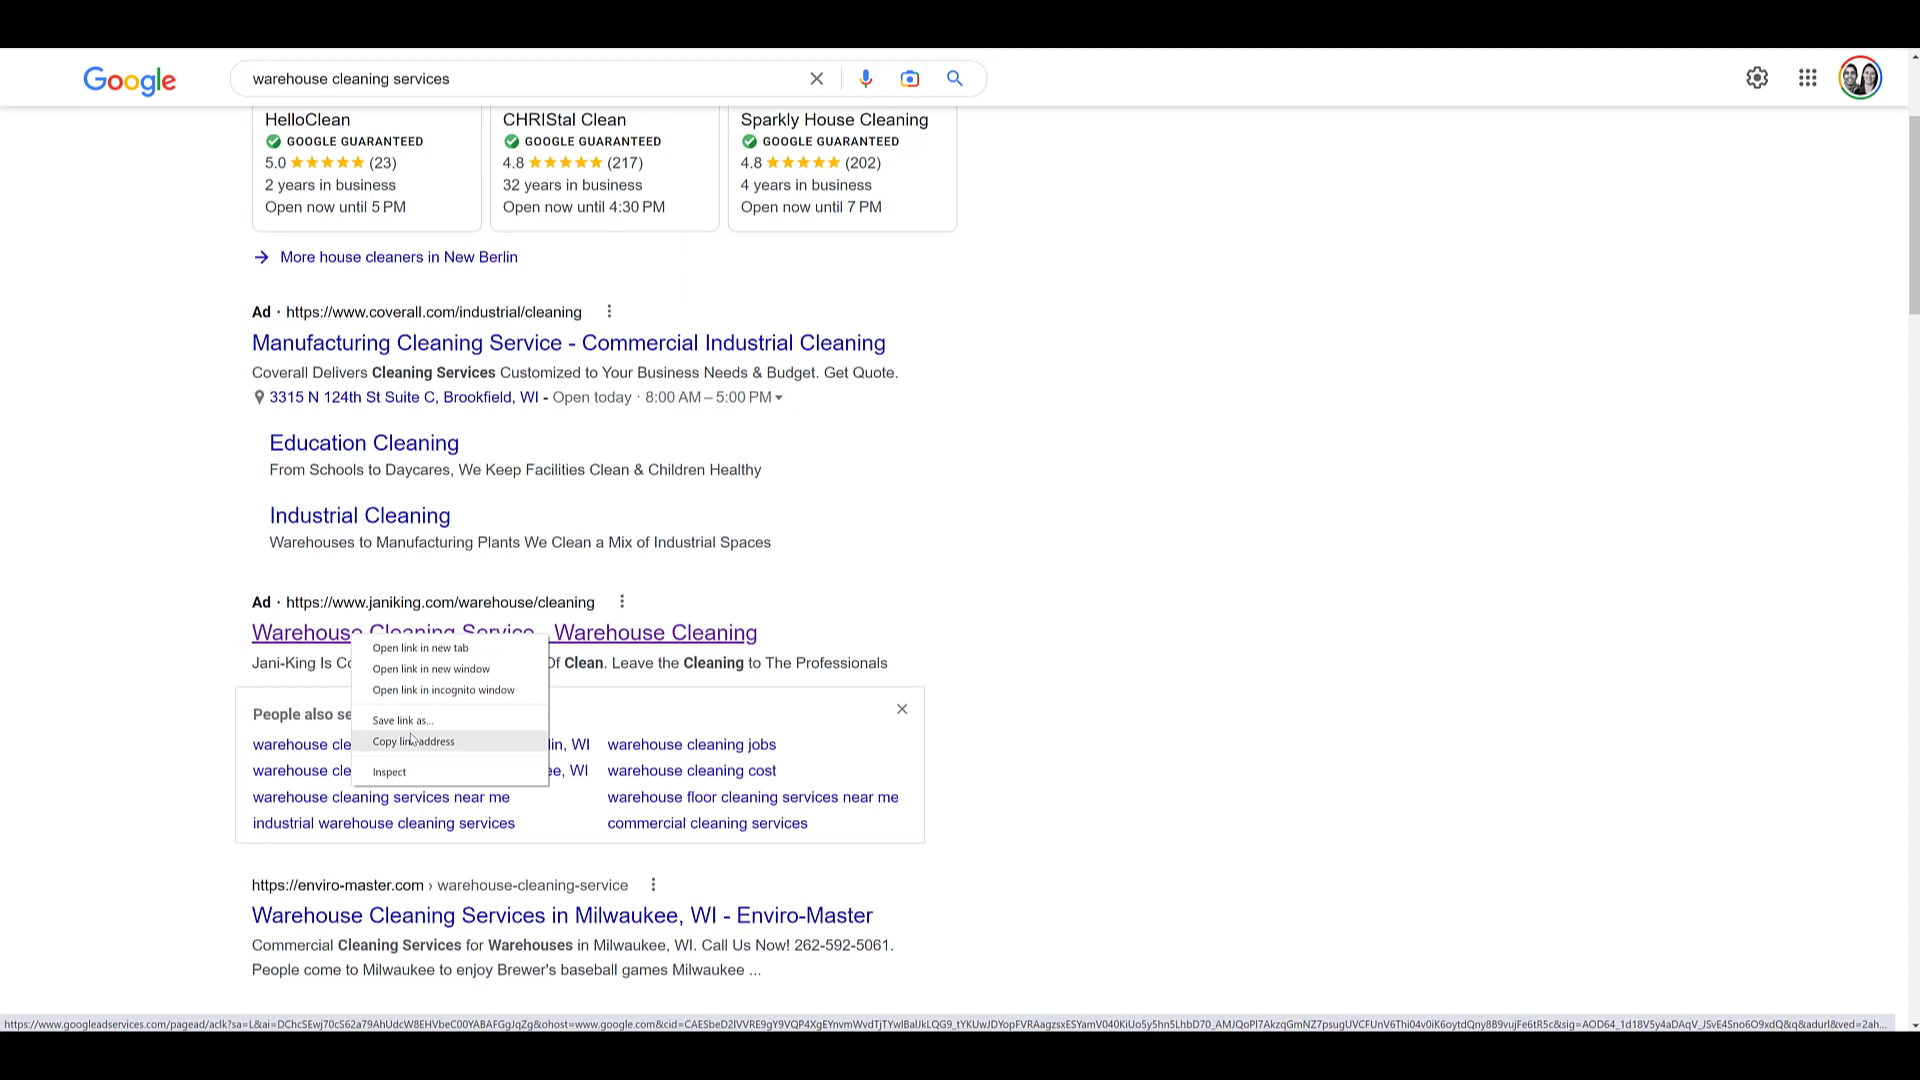 Google
warehouse cleaning services
HelloClean
GOOGLE GUARANTEED
5.0 (23)
2 years in business
Open now until 5 PM
CHRIStal Clean
GOOGLE GUARANTEED
4.8 (217)
32 years in business
Open now until 4:30 PM
Sparkly House Cleaning
GOOGLE GUARANTEED
4.8 (202)
4 years in business
Open now until 7 PM
→ More house cleaners in New Berlin
Ad · https://www.coverall.com/industrial/cleaning
Manufacturing Cleaning Service - Commercial Industrial Cleaning
Coverall Delivers Cleaning Services Customized to Your Business Needs & Budget. Get Quote.
3315 N 124th St Suite C, Brookfield, WI - Open today · 8:00 AM – 5:00 PM
Education Cleaning
From Schools to Daycares, We Keep Facilities Clean & Children Healthy
Industrial Cleaning
Warehouses to Manufacturing Plants We Clean a Mix of Industrial Spaces
Ad · https://www.janiking.com/warehouse/cleaning
Warehouse Cleaning Service - Warehouse Cleaning
Jani-King Is Of Clean. Leave the Cleaning to The Professionals
Open link in new tab
Open link in new window
Open link in incognito window
Save link as...
Copy link address
Inspect
People also se
warehouse cle lin, WI
warehouse cle ee, WI
warehouse cleaning services near me
industrial warehouse cleaning services
warehouse cleaning jobs
warehouse cleaning cost
warehouse floor cleaning services near me
commercial cleaning services
https://enviro-master.com › warehouse-cleaning-service
Warehouse Cleaning Services in Milwaukee, WI - Enviro-Master
Commercial Cleaning Services for Warehouses in Milwaukee, WI. Call Us Now! 262-592-5061.
People come to Milwaukee to enjoy Brewer's baseball games Milwaukee ...